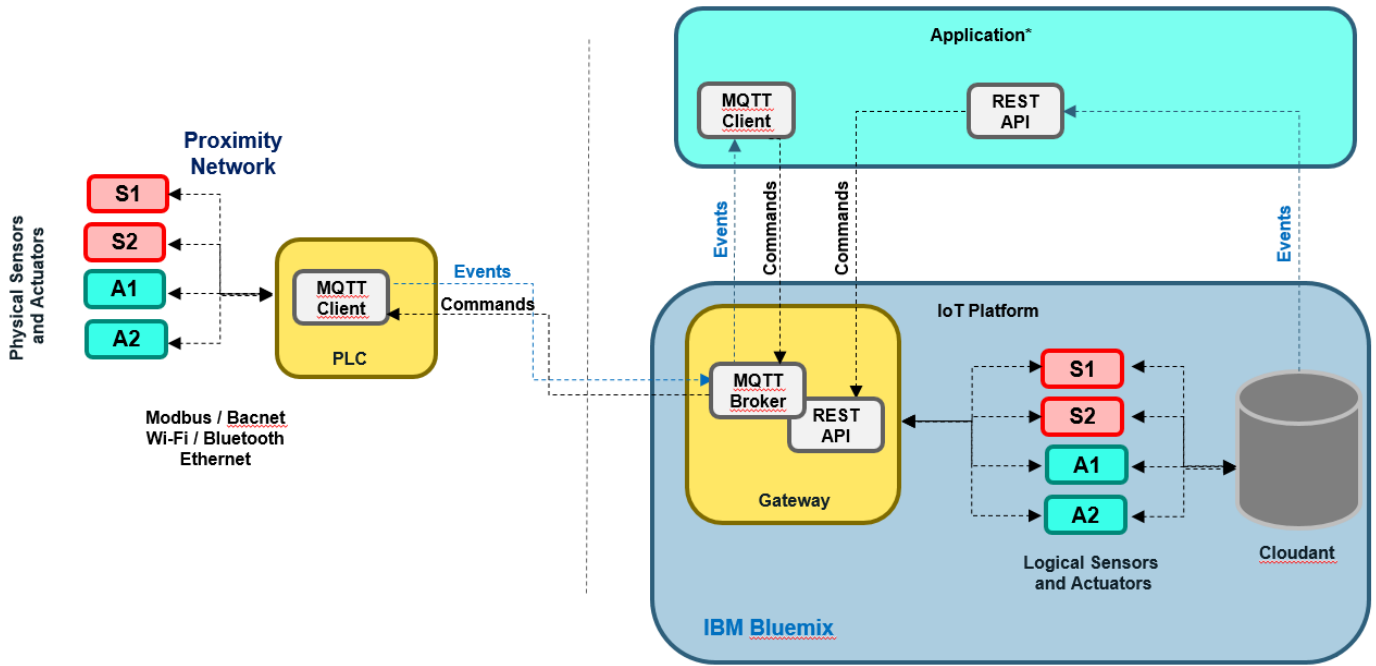 Application*
MQTT
Client
REST
API
Proximity
Network
S1
S2
A1
A2
Physical Sensors
and Actuators
MQTT
Client
PLC
Events
Commands
Modbus / Bacnet
Wi-Fi / Bluetooth
Ethernet
Events
Commands
Commands
Events
IoT Platform
MQTT
Broker
REST
API
Gateway
S1
S2
A1
A2
Logical Sensors
and Actuators
Cloudant
IBM Bluemix